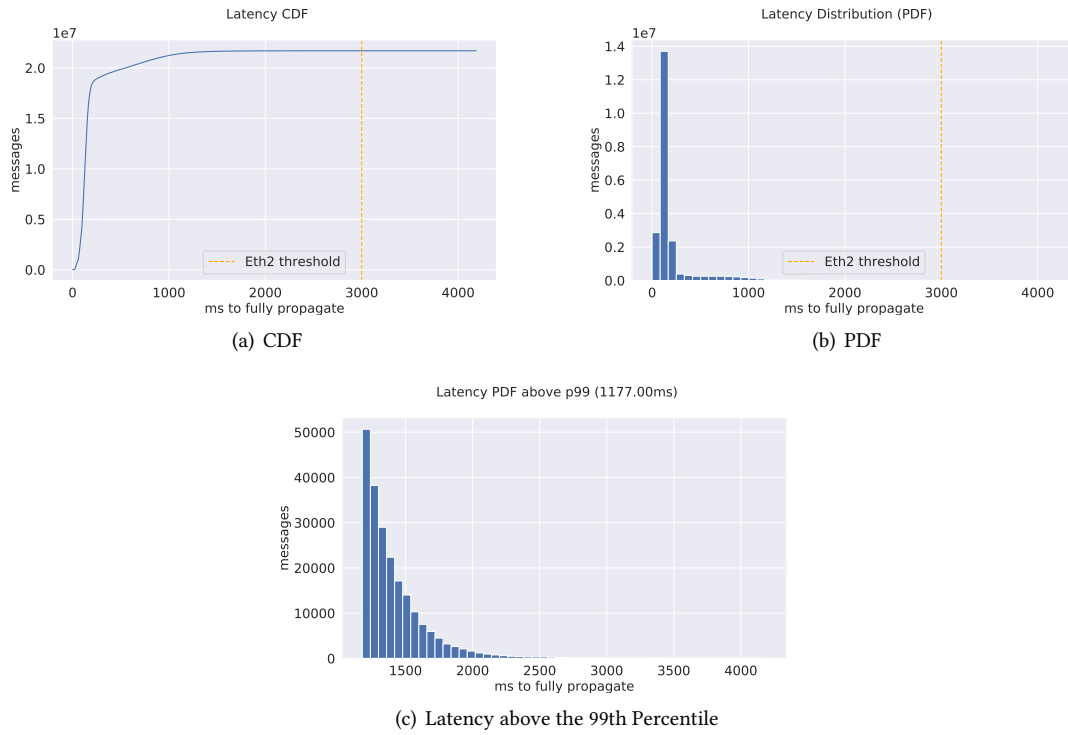 Latency CDF
1e7
2.0
1.5
1.0
0.5
0.0
messages
Eth2 threshold
0 1000 2000 3000 4000
ms to fully propagate
(a) CDF
Latency Distribution (PDF)
1e7
1.4
1.2
1.0
0.8
0.6
0.4
0.2
0.0
messages
Eth2 threshold
0 1000 2000 3000 4000
ms to fully propagate
(b) PDF
Latency PDF above p99 (1177.00ms)
50000
40000
30000
20000
10000
0
messages
1500 2000 2500 3000 3500 4000
ms to fully propagate
(c) Latency above the 99th Percentile